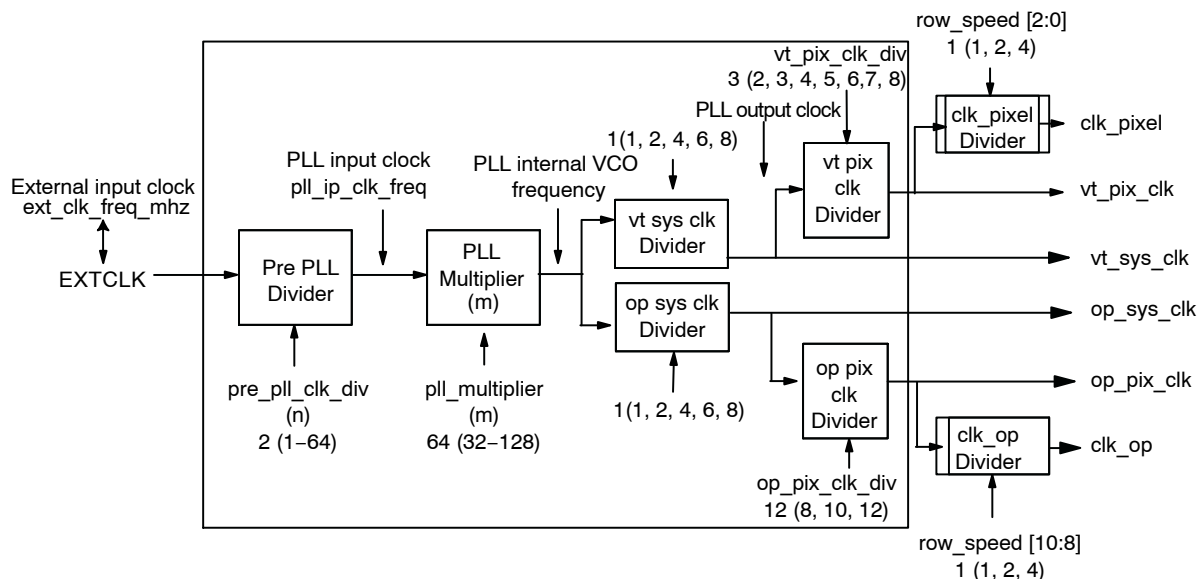 row_speed [2:0]
1 (1, 2, 4)
vt_pix_clk_div
3 (2, 3, 4, 5, 6,7, 8)
PLL output clock
clk_pixel
Divider
clk_pixel
1(1, 2, 4, 6, 8)
PLL input clock
pll_ip_clk_freq
PLL internal VCO
frequency
vt pix
clk
Divider
vt_pix_clk
External input clock
ext_clk_freq_mhz
vt sys clk
Divider
vt_sys_clk
EXTCLK
Pre PLL
Divider
PLL
Multiplier
(m)
op sys clk
Divider
op_sys_clk
op pix
clk
Divider
op_pix_clk
pre_pll_clk_div
(n)
2 (1–64)
pll_multiplier
(m)
64 (32–128)
1(1, 2, 4, 6, 8)
clk_op
Divider
clk_op
op_pix_clk_div
12 (8, 10, 12)
row_speed [10:8]
1 (1, 2, 4)